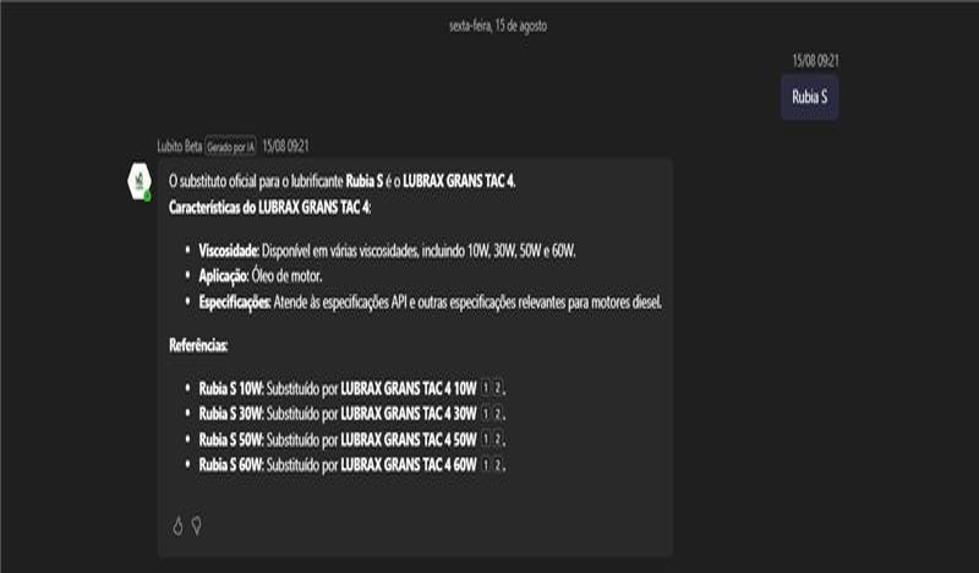 sexta-feira, 15 de agosto
15/08 09:21
Rubia S
Lubito Beta Gerado por IA 15/08 09:21
O substituto oficial para o lubrificante Rubia S é o LUBRAX GRANS TAC 4.
Características do LUBRAX GRANS TAC 4:
• Viscosidade: Disponível em várias viscosidades, incluindo 10W, 30W, 50W e 60W.
• Aplicação: Óleo de motor.
• Especificações: Atende às especificações API e outras especificações relevantes para motores diesel.
Referências:
• Rubia S 10W: Substituído por LUBRAX GRANS TAC 4 10W 1 2.
• Rubia S 30W: Substituído por LUBRAX GRANS TAC 4 30W 1 2.
• Rubia S 50W: Substituído por LUBRAX GRANS TAC 4 50W 1 2.
• Rubia S 60W: Substituído por LUBRAX GRANS TAC 4 60W 1 2.